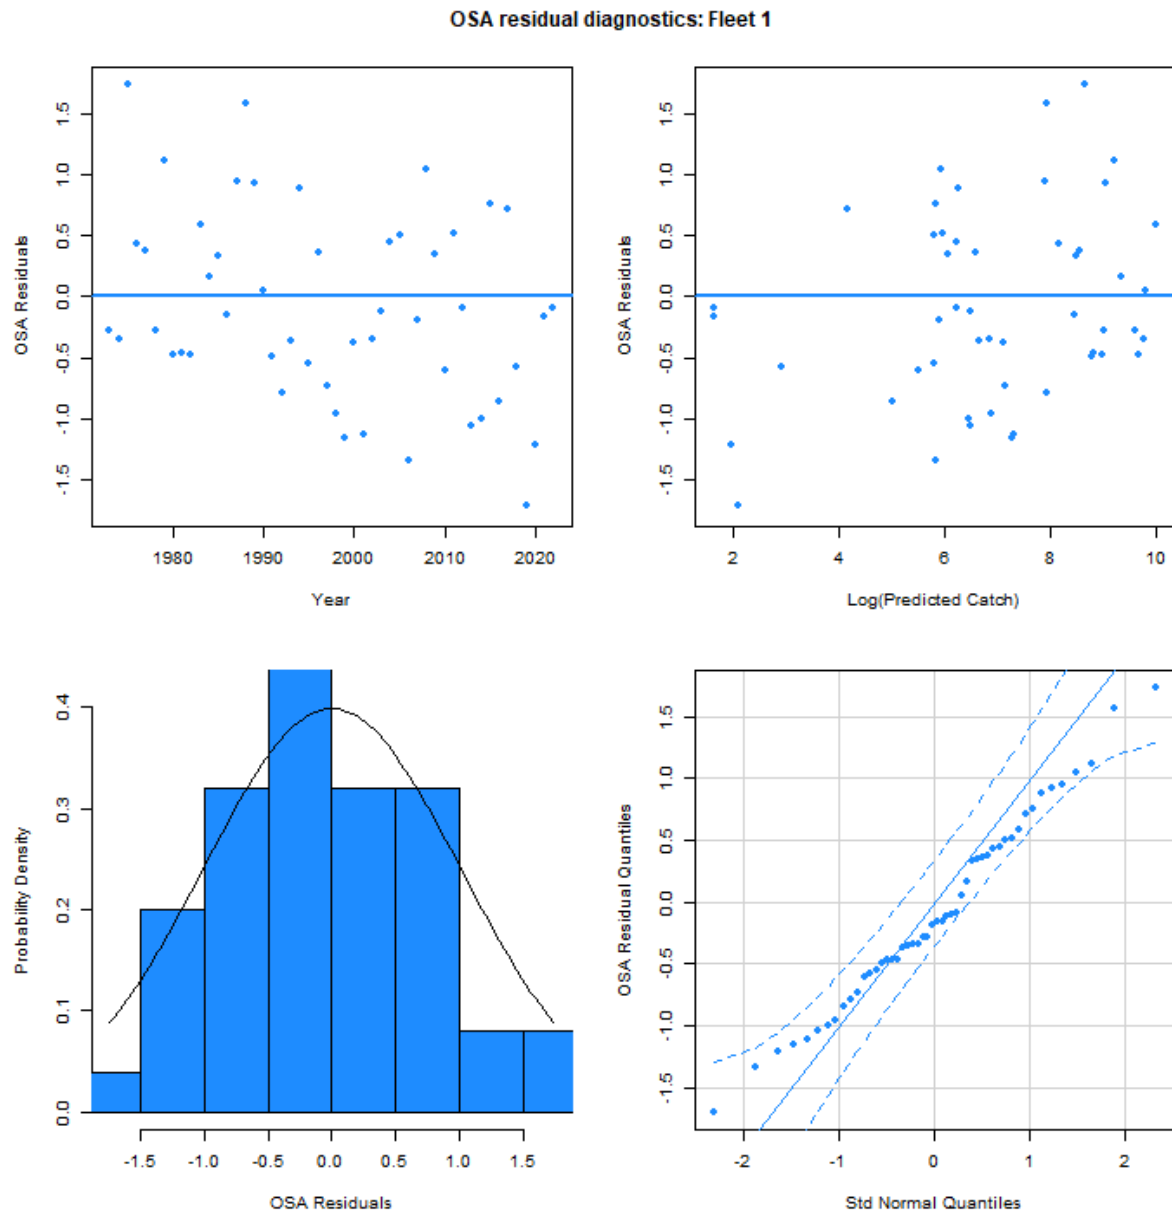 OSA residual diagnostics: Fleet 1
OSA Residuals
1.5
1.0
0.5
0.0
-0.5
-1.0
-1.5
1980 1990 2000 2010 2020
Year
OSA Residuals
1.5
1.0
0.5
0.0
-0.5
-1.0
-1.5
2 4 6 8 10
Log(Predicted Catch)
Probability Density
0.4
0.3
0.2
0.1
0.0
-1.5 -1.0 -0.5 0.0 0.5 1.0 1.5
OSA Residuals
OSA Residual Quantiles
1.5
1.0
0.5
0.0
-0.5
-1.0
-1.5
-2 -1 0 1 2
Std Normal Quantiles